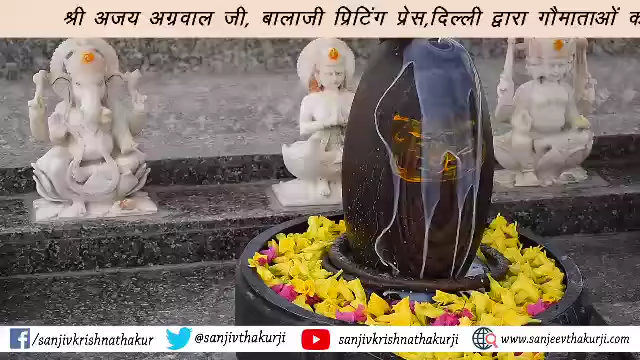 श्री अजय अग्रवाल जी, बालाजी प्रिटिंग प्रेस,दिल्ली द्वारा गौमाताओं
/sanjivkrishnathakur @sanjivthakurji /sanjivkrishnathakurji www.sanjeevthakurji.com